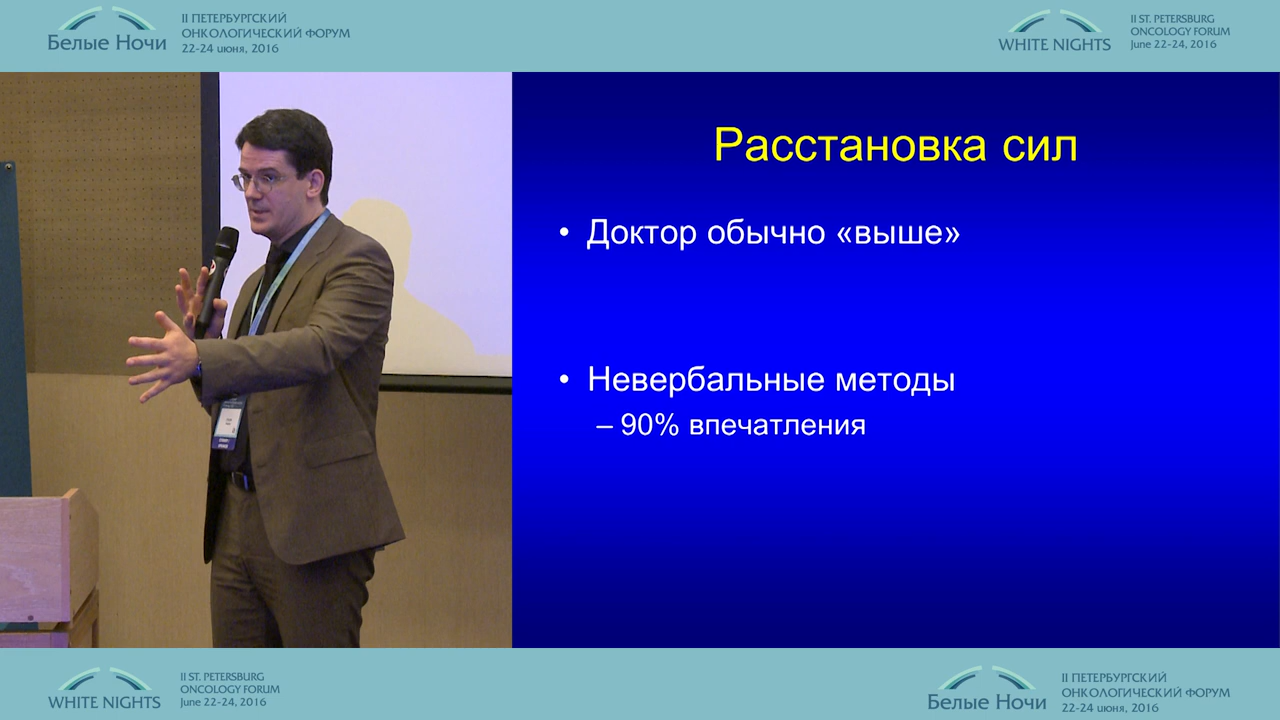 Белые Ночи
II ПЕТЕРБУРГСКИЙ
ОНКОЛОГИЧЕСКИЙ ФОРУМ
22-24 июня, 2016
WHITE NIGHTS
II ST. PETERSBURG
ONCOLOGY FORUM
June 22-24, 2016
Расстановка сил
• Доктор обычно «выше»
• Невербальные методы
– 90% впечатления
WHITE NIGHTS
II ST. PETERSBURG
ONCOLOGY FORUM
June 22-24, 2016
Белые Ночи
II ПЕТЕРБУРГСКИЙ
ОНКОЛОГИЧЕСКИЙ ФОРУМ
22-24 июня, 2016